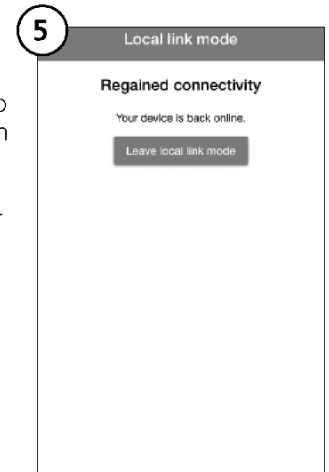 5
Local link mode
Regained connectivity
Your device is back online.
Leave local link mode